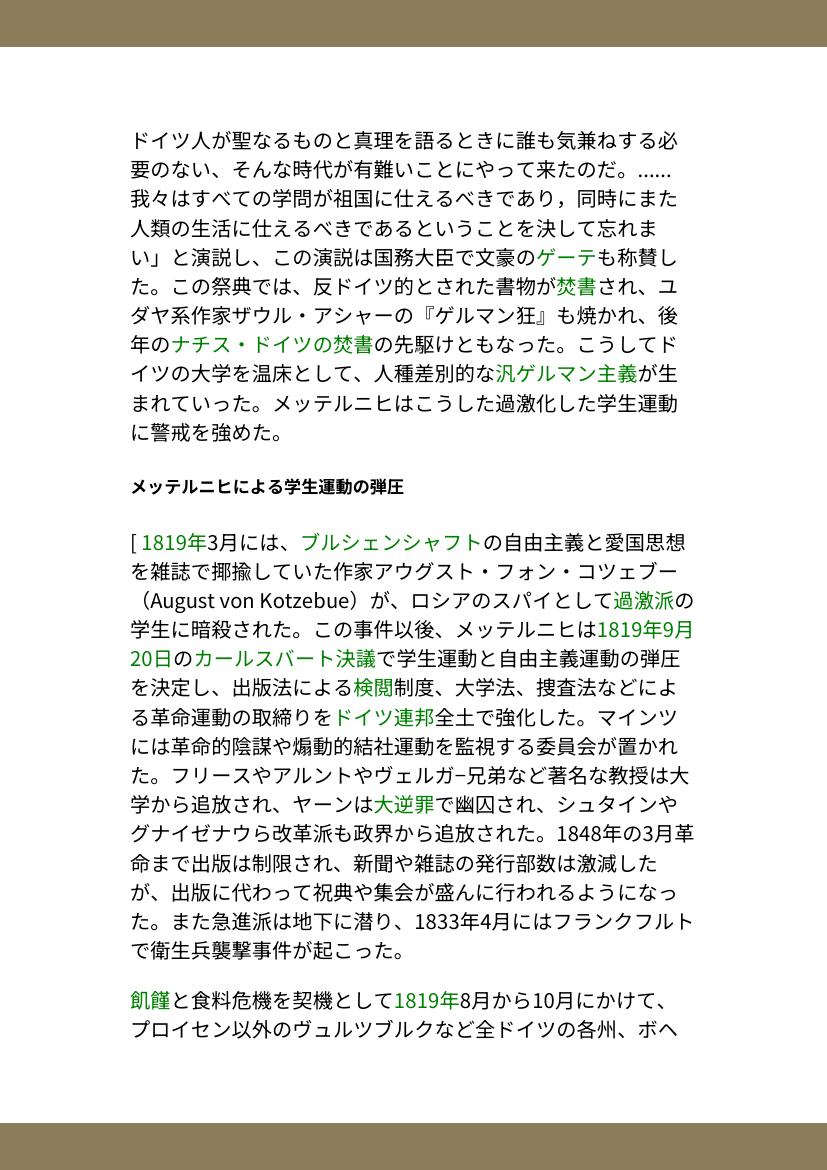 ドイツ人が聖なるものと真理を語るときに誰も気兼ねする必
要のない、そんな時代が有難いことにやって来たのだ。......
我々はすべての学問が祖国に仕えるべきであり，同時にまた
人類の生活に仕えるべきであるということを決して忘れま
い」と演説し、この演説は国務大臣で文豪のゲーテも称賛し
た。この祭典では、反ドイツ的とされた書物が焚書され、ユ
ダヤ系作家ザウル・アシャーの『ゲルマン狂』も焼かれ、後
年のナチス・ドイツの焚書の先駆けともなった。こうしてド
イツの大学を温床として、人種差別的な汎ゲルマン主義が生
まれていった。メッテルニヒはこうした過激化した学生運動
に警戒を強めた。
メッテルニヒによる学生運動の弾圧
[ 1819年3月には、ブルシェンシャフトの自由主義と愛国思想
を雑誌で揶揄していた作家アウグスト・フォン・コツェブー
（August von Kotzebue）が、ロシアのスパイとして過激派の
学生に暗殺された。この事件以後、メッテルニヒは1819年9月
20日のカールスバート決議で学生運動と自由主義運動の弾圧
を決定し、出版法による検閲制度、大学法、捜査法などによ
る革命運動の取締りをドイツ連邦全土で強化した。マインツ
には革命的陰謀や煽動的結社運動を監視する委員会が置かれ
た。フリースやアルントやヴェルガ−兄弟など著名な教授は大
学から追放され、ヤーンは大逆罪で幽囚され、シュタインや
グナイゼナウら改革派も政界から追放された。1848年の3月革
命まで出版は制限され、新聞や雑誌の発行部数は激減した
が、出版に代わって祝典や集会が盛んに行われるようになっ
た。また急進派は地下に潜り、1833年4月にはフランクフルト
で衛生兵襲撃事件が起こった。
飢饉と食料危機を契機として1819年8月から10月にかけて、
プロイセン以外のヴュルツブルクなど全ドイツの各州、ボヘ